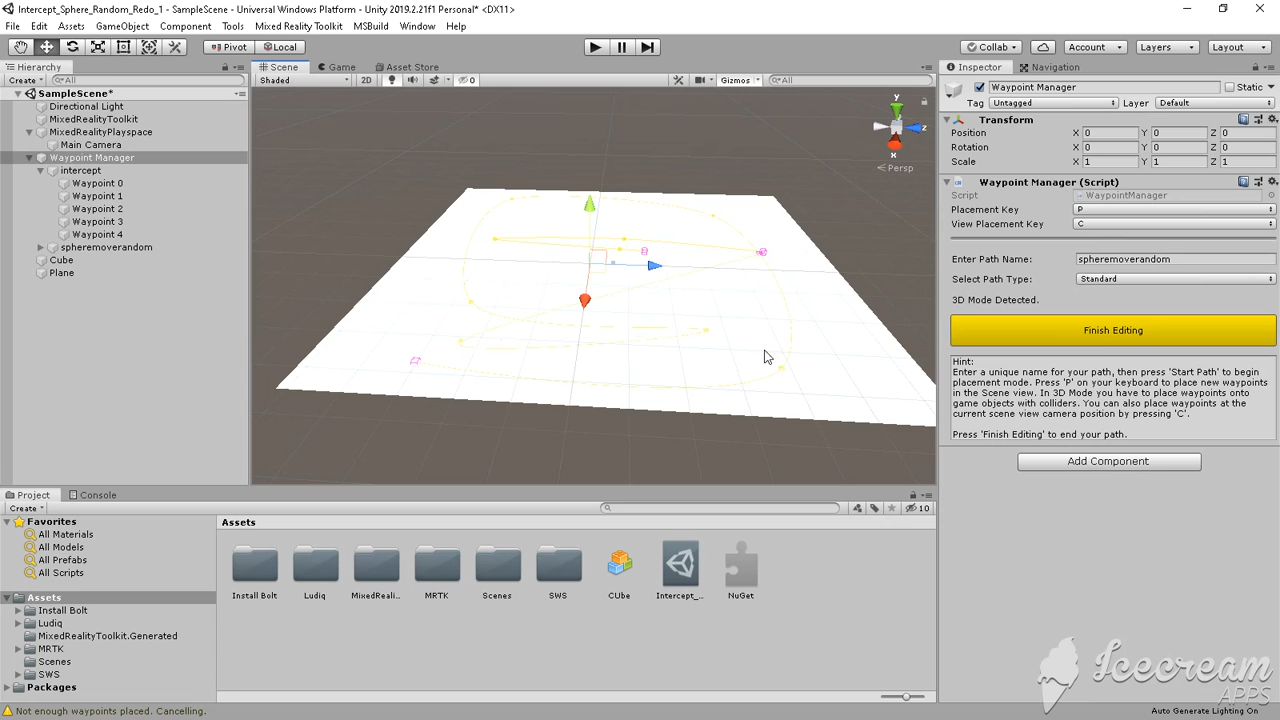 Intercept_Sphere_Random_Redo_1 - SampleScene - Universal Windows Platform - Unity 2019.2.21f1 Personal* <DX11>
File Edit Assets GameObject Component Tools Mixed Reality Toolkit MSBuild Window Help
Pivot Local Collab Account Layers Layout
Hierarchy
Create All
SampleScene*
Directional Light
MixedRealityToolkit
MixedRealityPlayspace
Main Camera
Waypoint Manager
intercept
Waypoint 0
Waypoint 1
Waypoint 2
Waypoint 3
Waypoint 4
spheremoverandom
Cube
Plane
Scene Game Asset Store
Shaded 2D 0 Gizmos All
y
z
x
Persp
Inspector Navigation
Waypoint Manager Static
Tag Untagged Layer Default
Transform
Position X 0 Y 0 Z 0
Rotation X 0 Y 0 Z 0
Scale X 1 Y 1 Z 1
Waypoint Manager (Script)
Script WaypointManager
Placement Key P
View Placement Key C
Enter Path Name: spheremoverandom
Select Path Type: Standard
3D Mode Detected.
Finish Editing
Hint:
Enter a unique name for your path, then press 'Start Path' to begin
placement mode. Press 'P' on your keyboard to place new waypoints
in the Scene view. In 3D Mode you have to place waypoints onto
game objects with colliders. You can also place waypoints at the
current scene view camera position by pressing 'C'.
Press 'Finish Editing' to end your path.
Add Component
Project Console
Create 10
Favorites
All Materials
All Models
All Prefabs
All Scripts
Assets
Install Bolt
Ludiq
MixedRealityToolkit.Generated
MRTK
Scenes
SWS
Packages
Assets
Install Bolt Ludiq MixedReali... MRTK Scenes SWS CUbe Intercept_... NuGet
Not enough waypoints placed. Cancelling.
Auto Generate Lighting On
Icecream
APPS